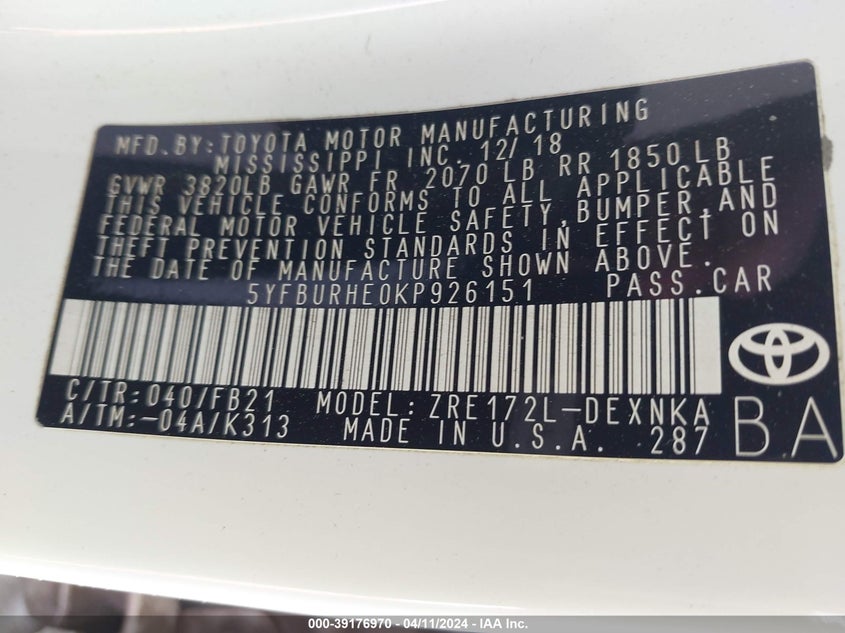 MFD.BY:TOYOTA MOTOR MANUFACTURING
MISSISSIPPI INC. 12/18
GVWR 3820LB GAWR FR 2070 LB RR 1850 LB
THIS VEHICLE CONFORMS TO ALL APPLICABLE
FEDERAL MOTOR VEHICLE SAFETY,BUMPER,AND
THEFT PREVENTION STANDARDS IN EFFECT ON
THE DATE OF MANUFACTURE SHOWN ABOVE.
5YFBURHE0KP926151 PASS.CAR
C/TR:040/FB21 MODEL:ZRE172L-DEXNKA
A/TM:-04A/K313 MADE IN U.S.A. 287
BA
000-39176970 - 04/11/2024 - IAA Inc.